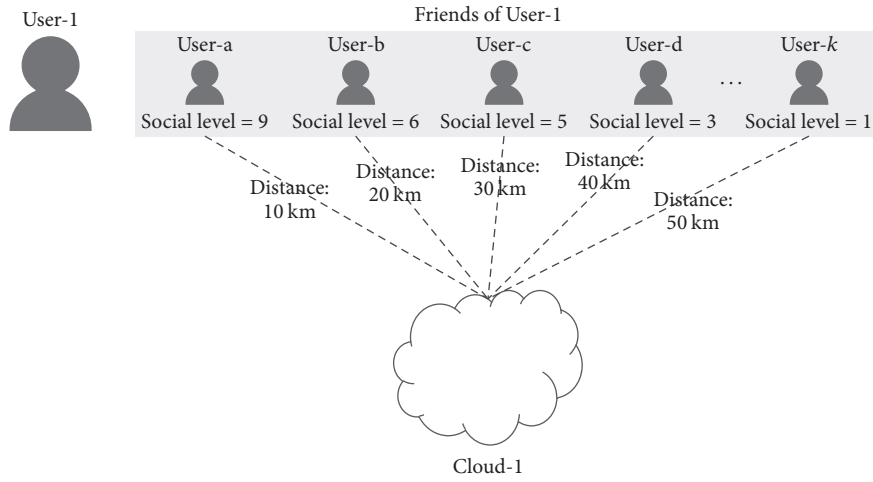 User-1
Friends of User-1
User-a
User-b
User-c
User-d
User-k
…
Social level = 9
Social level = 6
Social level = 5
Social level = 3
Social level = 1
Distance:
10 km
Distance:
20 km
Distance:
30 km
Distance:
40 km
Distance:
50 km
Cloud-1